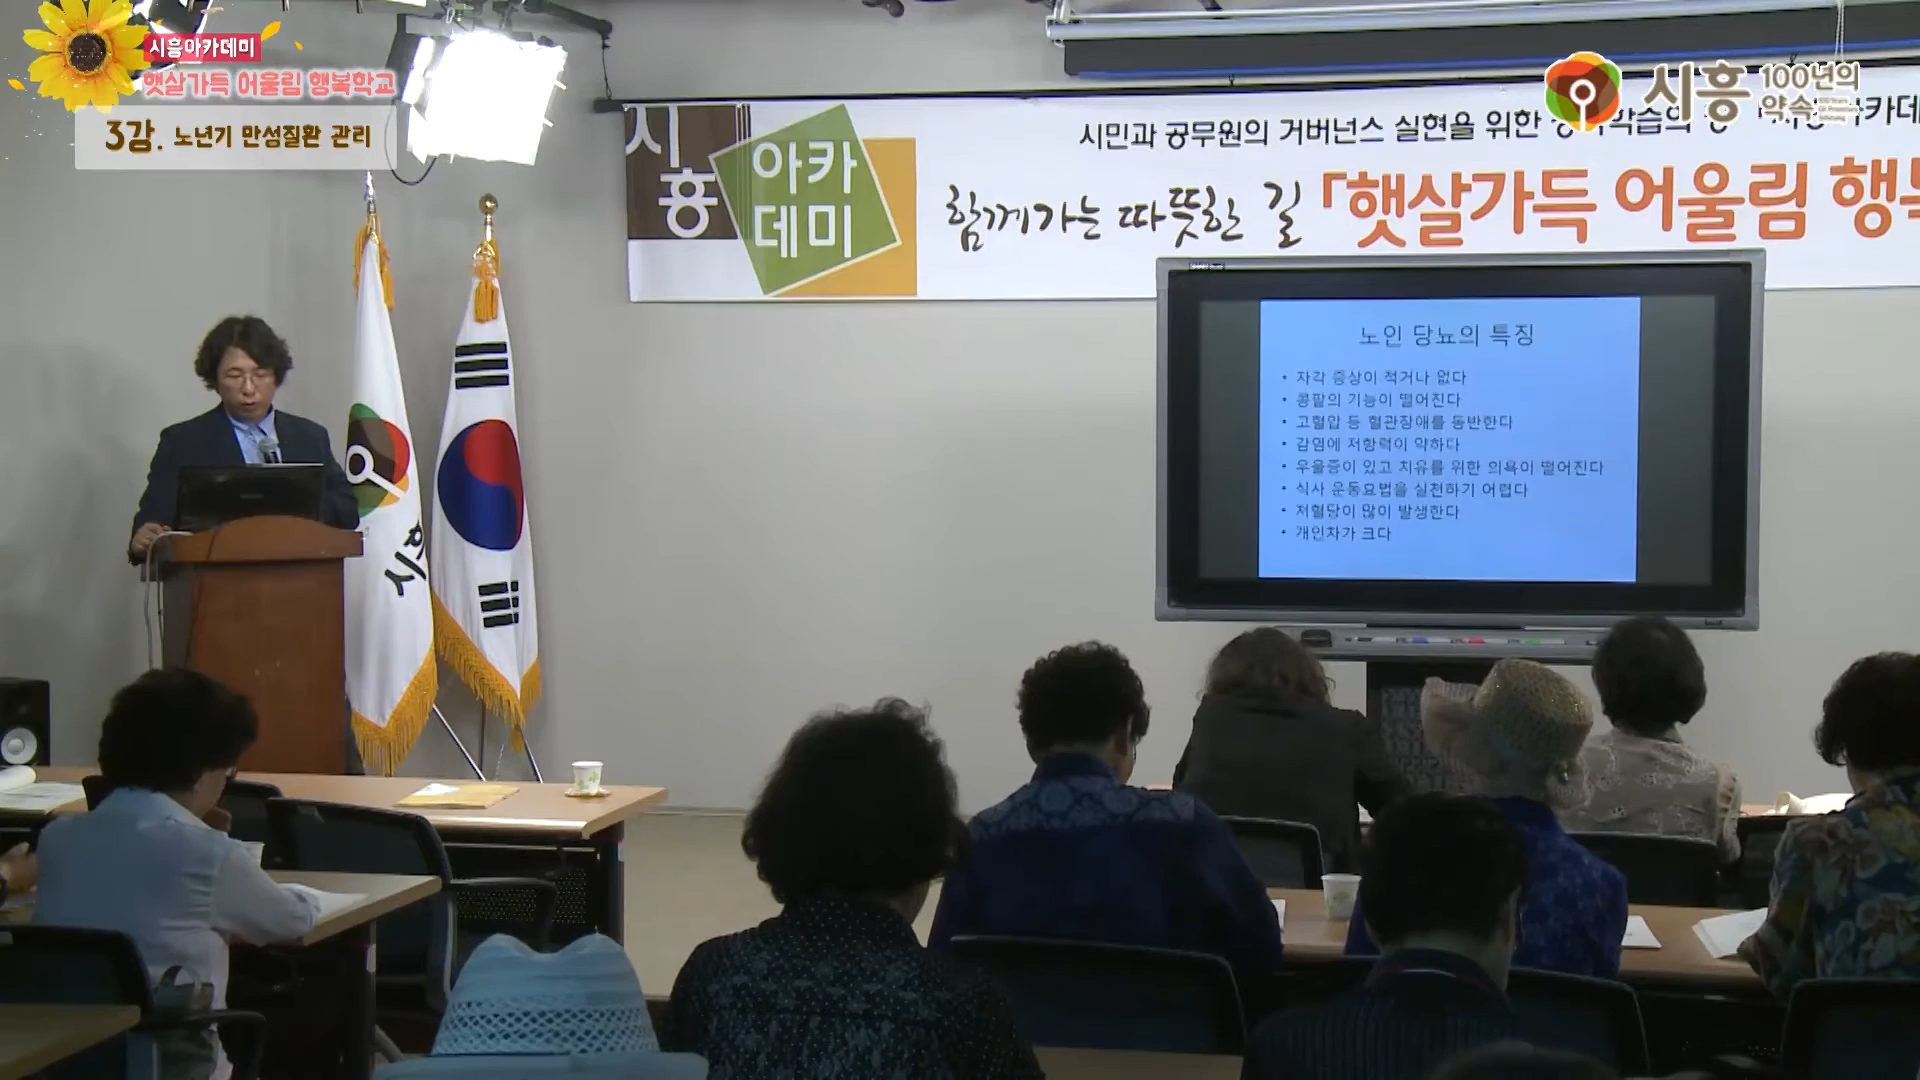 시흥아카데미
햇살가득 어울림 행복학교
3강. 노년기 만성질환 관리
시흥
100년의
약속
시흥
아카
데미
시민과 공무원의 거버넌스 실현을 위한
함께가는 따뜻한 길 「햇살가득 어울림 행복
노인 당뇨의 특징
• 자각 증상이 적거나 없다
• 콩팥의 기능이 떨어진다
• 고혈압 등 혈관장애를 동반한다
• 감염에 저항력이 약하다
• 우울증이 있고 치유를 위한 의욕이 떨어진다
• 식사 운동요법을 실천하기 어렵다
• 저혈당이 많이 발생한다
• 개인차가 크다